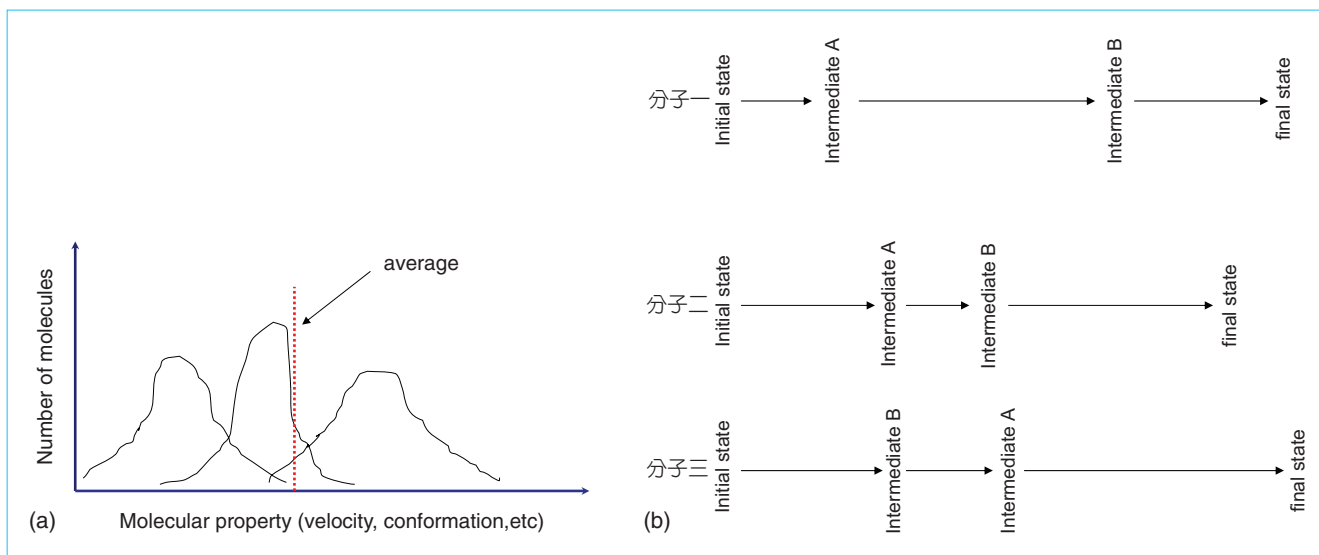 average
Number of molecules
Molecular property (velocity, conformation,etc)
(a)
分子一
Initial state
Intermediate A
Intermediate B
final state
分子二
Initial state
Intermediate A
Intermediate B
final state
分子三
Initial state
Intermediate B
Intermediate A
final state
(b)